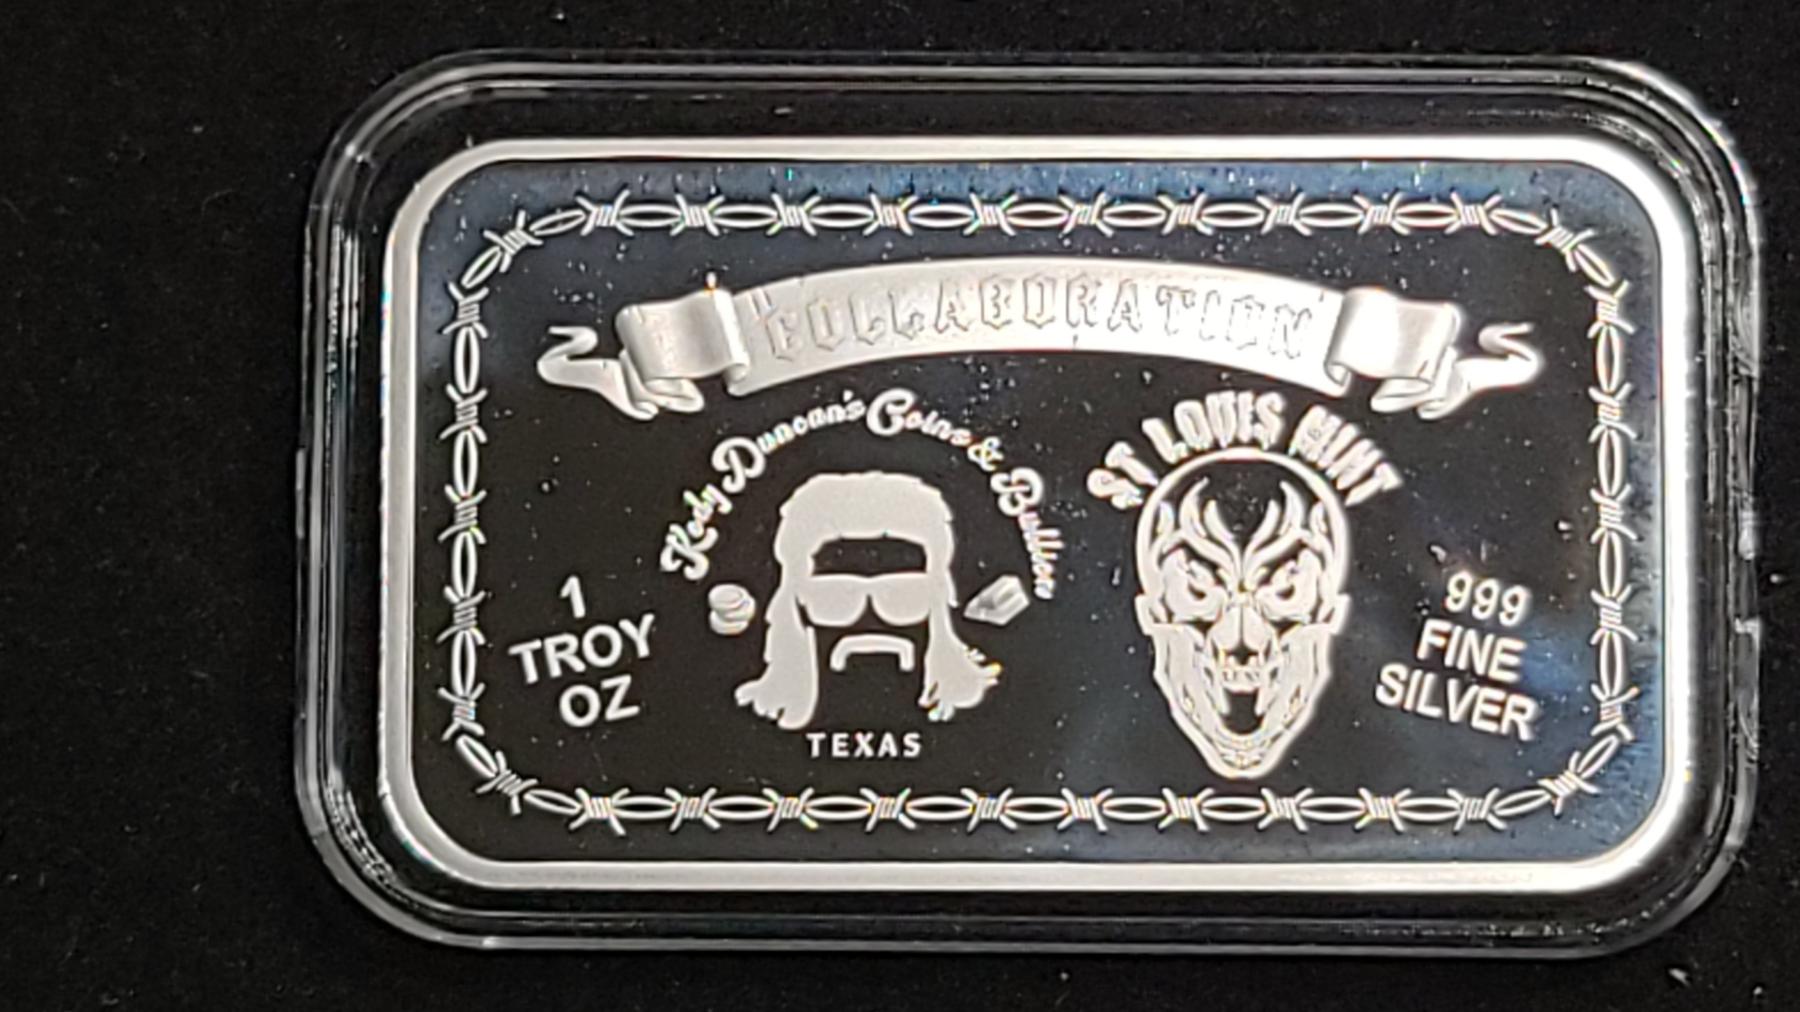 COLLABORATION
Kody Duncan's Coins & Bullion
ST LOUIS MINT
1
TROY
OZ
999
FINE
SILVER
TEXAS